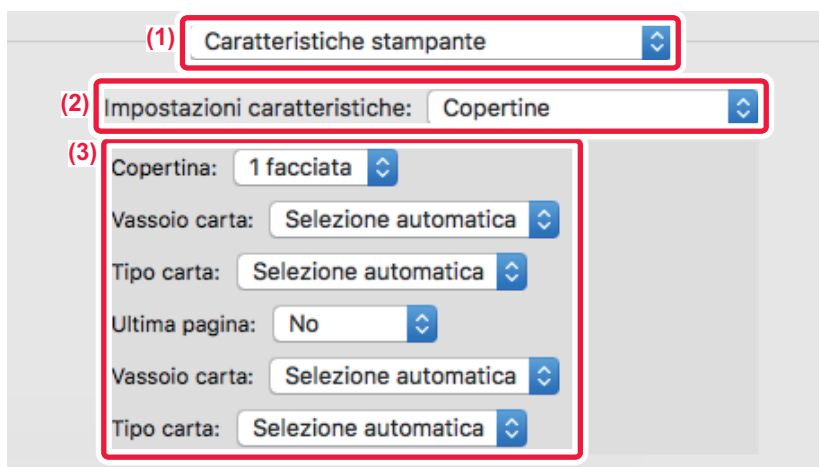 (1) Caratteristiche stampante
(2) Impostazioni caratteristiche: Copertine
(3)
Copertina: 1 facciata
Vassoio carta: Selezione automatica
Tipo carta: Selezione automatica
Ultima pagina: No
Vassoio carta: Selezione automatica
Tipo carta: Selezione automatica